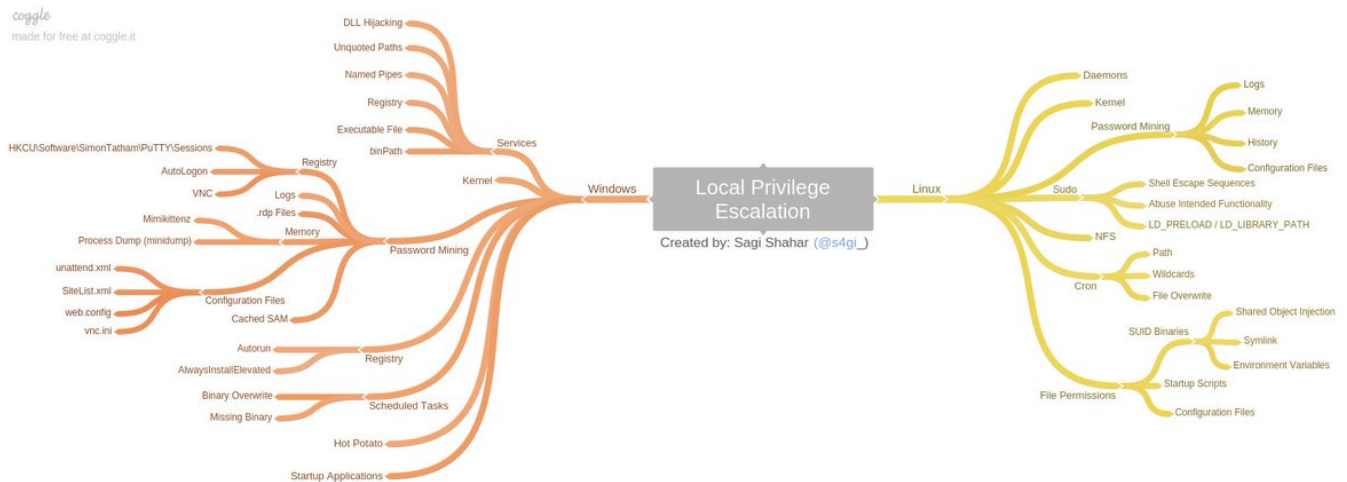 coggle
made for free at coggle.it
Local Privilege
Escalation
Created by: Sagi Shahar (@s4gi_)
Windows
Services
DLL Hijacking
Unquoted Paths
Named Pipes
Registry
Executable File
binPath
Kernel
Password Mining
Registry
HKCU\Software\SimonTatham\PuTTY\Sessions
AutoLogon
VNC
Logs
.rdp Files
Memory
Mimikittenz
Process Dump (minidump)
Configuration Files
unattend.xml
SiteList.xml
web.config
vnc.ini
Cached SAM
Registry
Autorun
AlwaysInstallElevated
Scheduled Tasks
Binary Overwrite
Missing Binary
Hot Potato
Startup Applications
Linux
Daemons
Kernel
Password Mining
Logs
Memory
History
Configuration Files
Sudo
Shell Escape Sequences
Abuse Intended Functionality
LD_PRELOAD / LD_LIBRARY_PATH
NFS
Cron
Path
Wildcards
File Overwrite
File Permissions
SUID Binaries
Shared Object Injection
Symlink
Environment Variables
Startup Scripts
Configuration Files